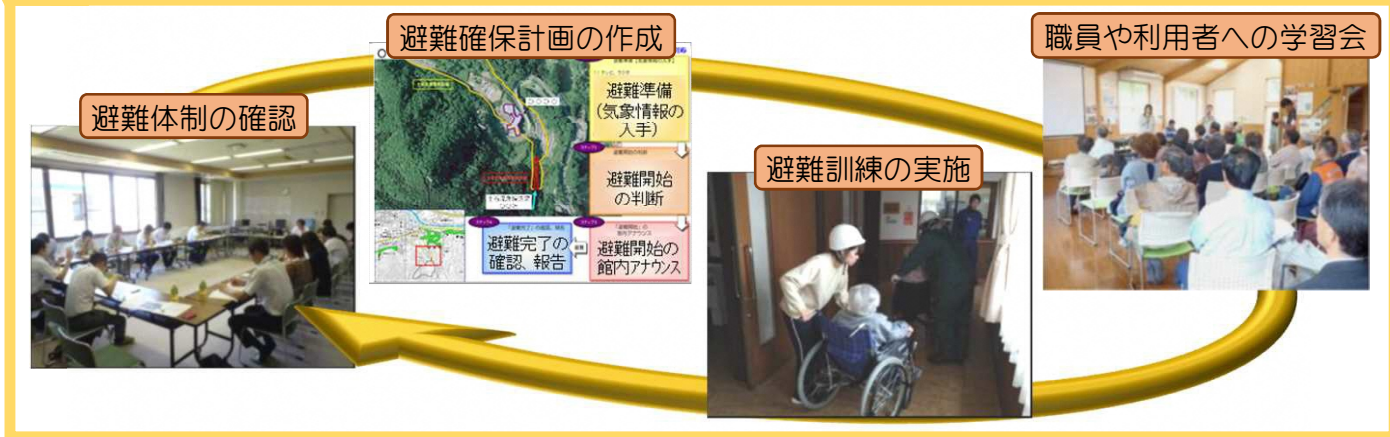 避難確保計画の作成
職員や利用者への学習会
避難体制の確認
避難訓練の実施
避難準備
(気象情報の
入手)
避難開始
の判断
避難開始の
館内アナウンス
避難完了の
確認、報告